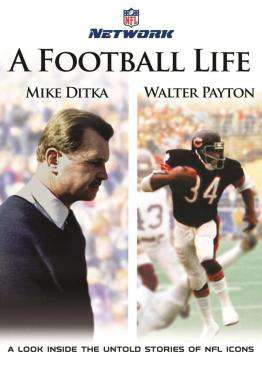 NFL
NETWORK
A FOOTBALL LIFE
MIKE DITKA WALTER PAYTON
34
A LOOK INSIDE THE UNTOLD STORIES OF NFL ICONS